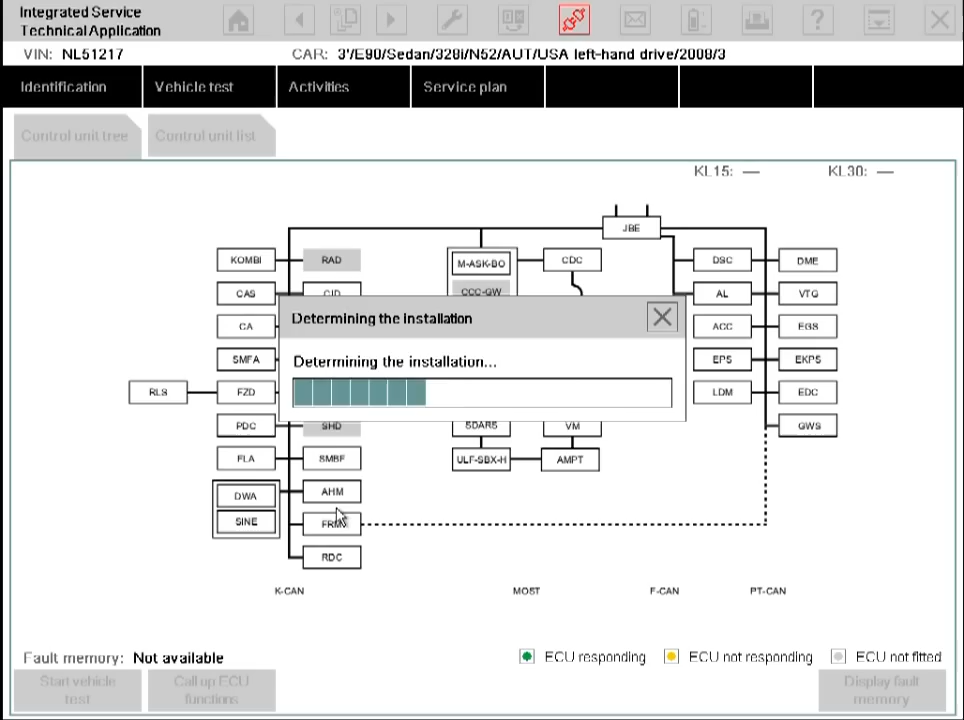 Integrated Service
Technical Application
VIN: NL51217
CAR: 3'/E90/Sedan/328i/N52/AUT/USA left-hand drive/2008/3
Identification
Vehicle test
Activities
Service plan
Control unit tree
Control unit list
KL15: —
KL30: —
JBE
KOMBI
RAD
M-ASK-BO
CDC
DSC
DME
CAS
CID
CCC-GW
AL
VTG
Determining the installation
CA
ACC
EGS
SMFA
Determining the installation...
EPS
EKPS
RLS
FZD
LDM
EDC
PDC
SHD
SDARS
VM
GWS
FLA
SMBF
ULF-SBX-H
AMPT
DWA
AHM
SINE
FRM
RDC
K-CAN
MOST
F-CAN
PT-CAN
Fault memory: Not available
ECU responding
ECU not responding
ECU not fitted
Start vehicle
test
Call up ECU
functions
Display fault
memory